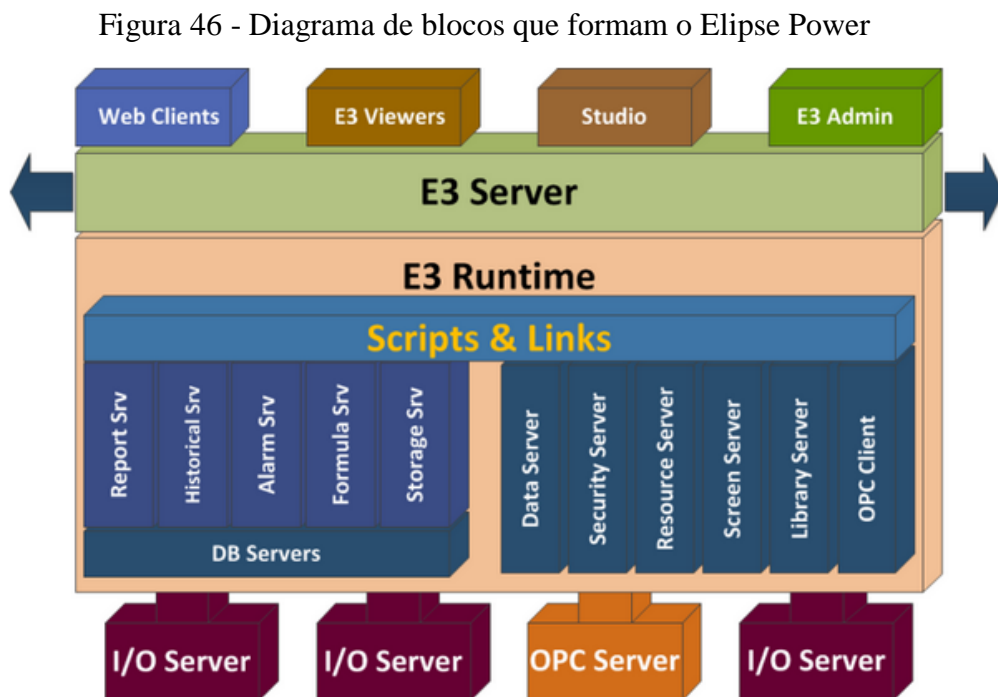 Figura 46 - Diagrama de blocos que formam o Elipse Power
Web Clients
E3 Viewers
Studio
E3 Admin
E3 Server
E3 Runtime
Scripts & Links
Report Srv
Historical Srv
Alarm Srv
Formula Srv
Storage Srv
Data Server
Security Server
Resource Server
Screen Server
Library Server
OPC Client
DB Servers
I/O Server
I/O Server
OPC Server
I/O Server